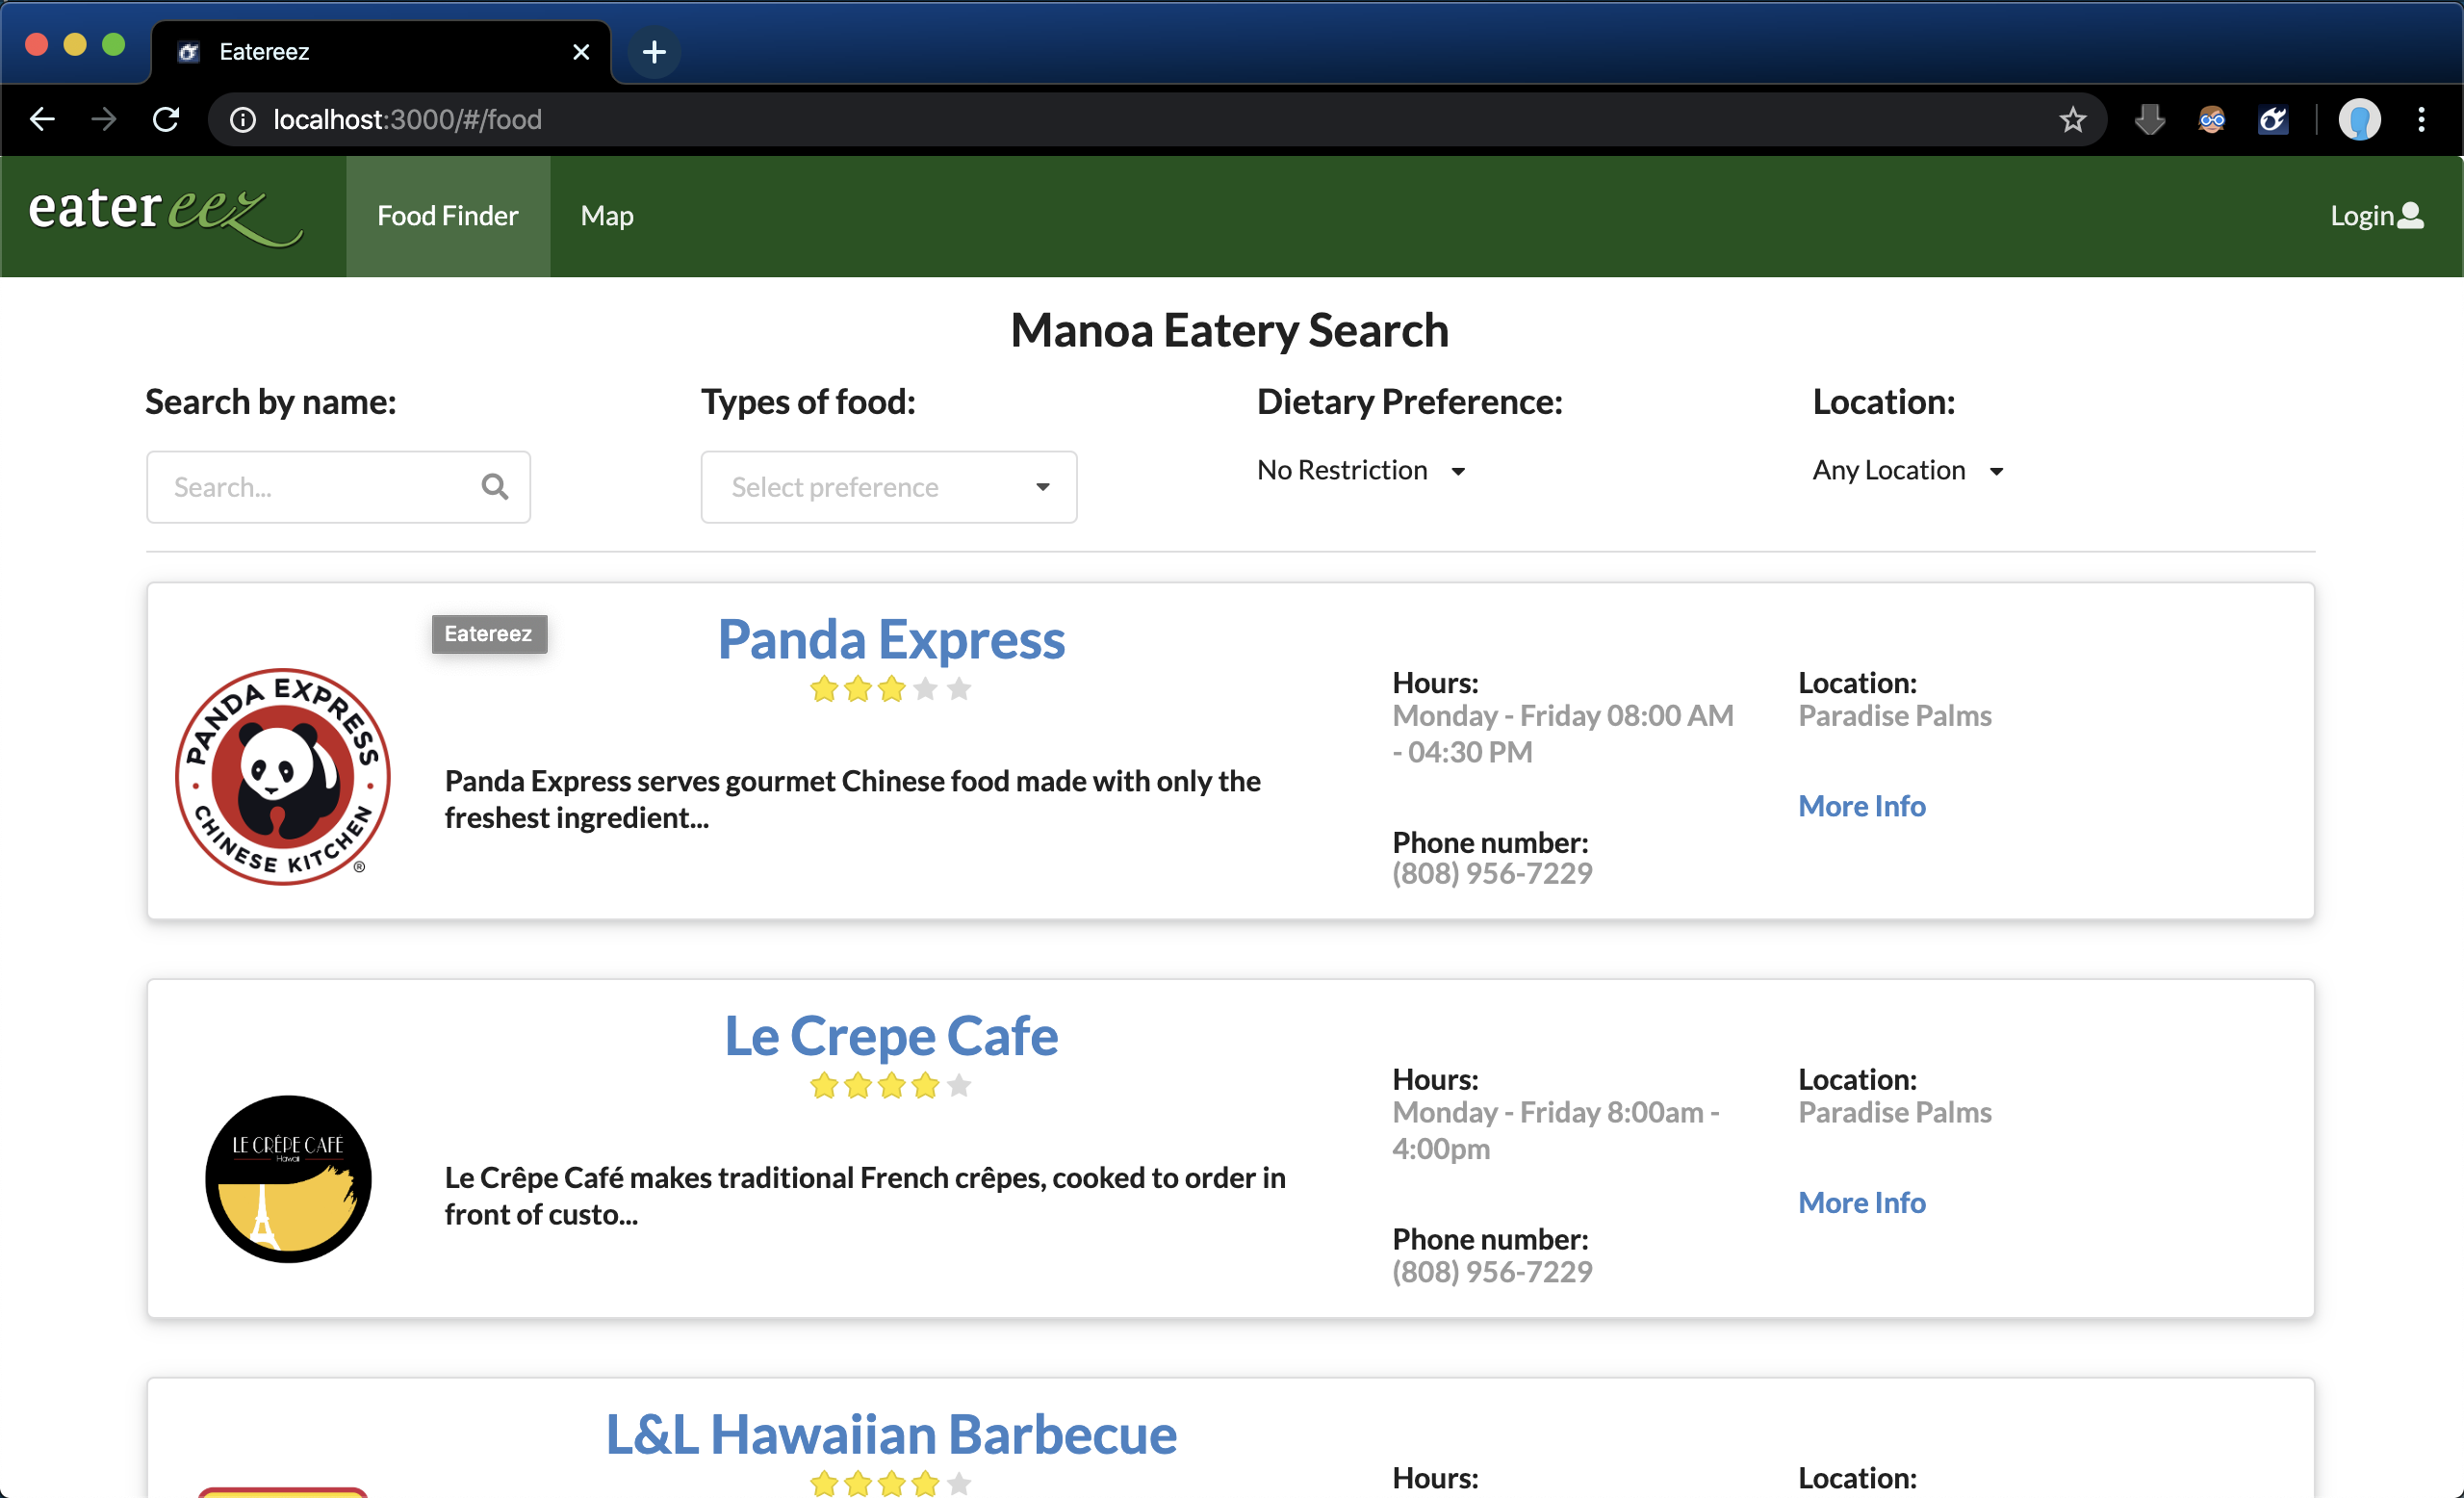 Eatereez
localhost:3000/#/food
eatereez
Food Finder
Map
Login
Manoa Eatery Search
Search by name:
Types of food:
Dietary Preference:
Location:
Search...
Select preference
No Restriction
Any Location
Eatereez
Panda Express
PANDA EXPRESS
CHINESE KITCHEN
®
Panda Express serves gourmet Chinese food made with only the
freshest ingredient...
Hours:
Monday - Friday 08:00 AM
- 04:30 PM
Phone number:
(808) 956-7229
Location:
Paradise Palms
More Info
Le Crepe Cafe
LE CRÊPE CAFÉ
Hawaii
Le Crêpe Café makes traditional French crêpes, cooked to order in
front of custo...
Hours:
Monday - Friday 8:00am -
4:00pm
Phone number:
(808) 956-7229
Location:
Paradise Palms
More Info
L&L Hawaiian Barbecue
Hours:
Location: